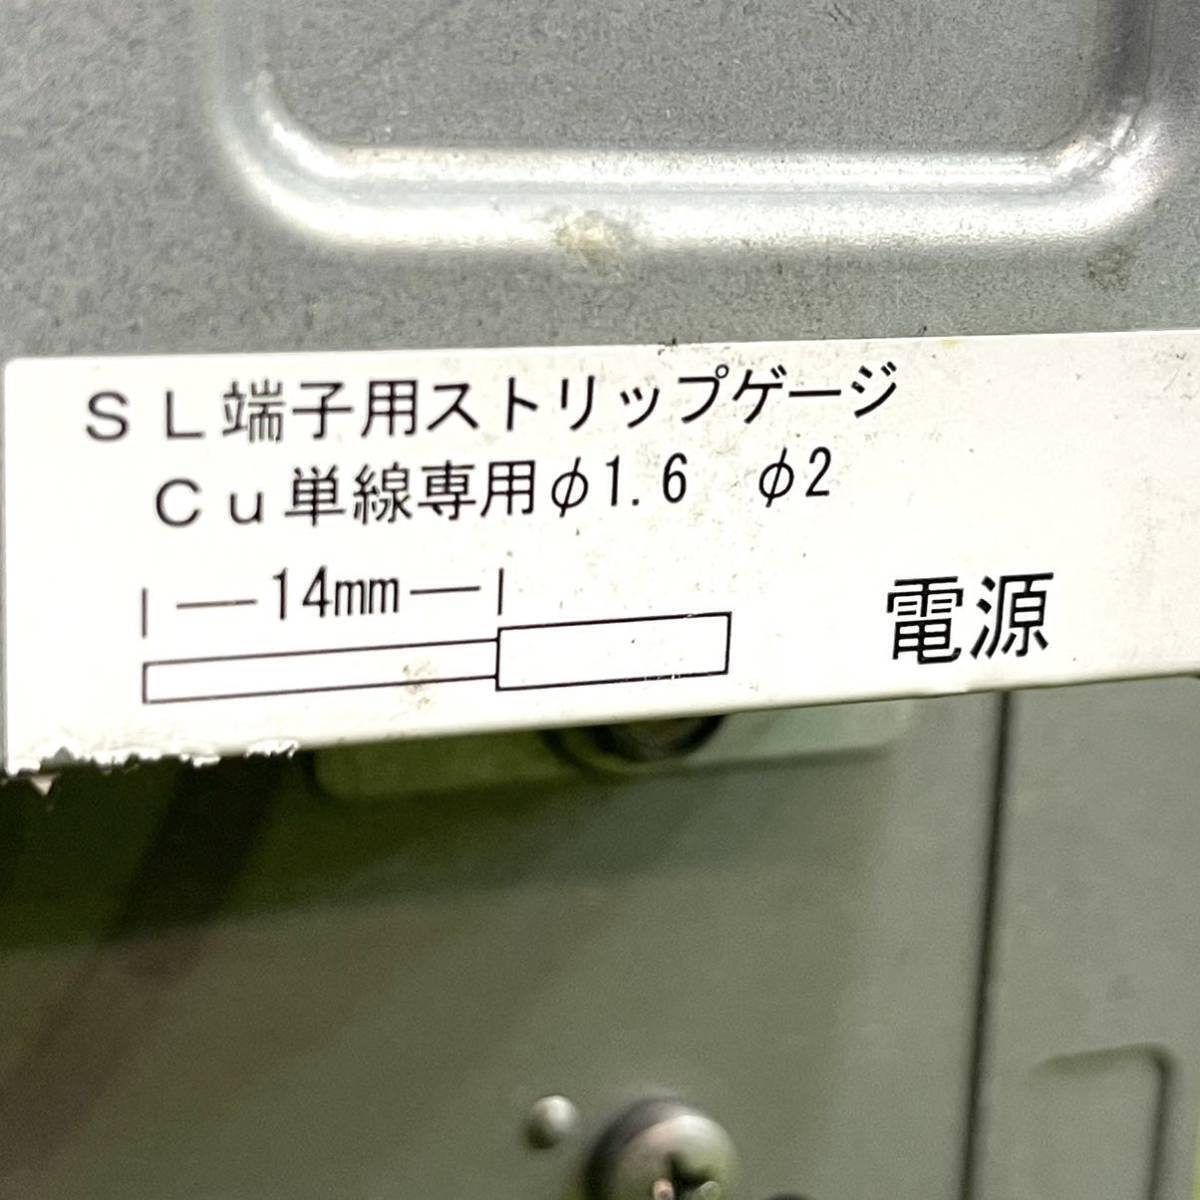 ＳＬ端子用ストリップゲージ
Ｃｕ単線専用φ1.6　φ2
14mm
電源